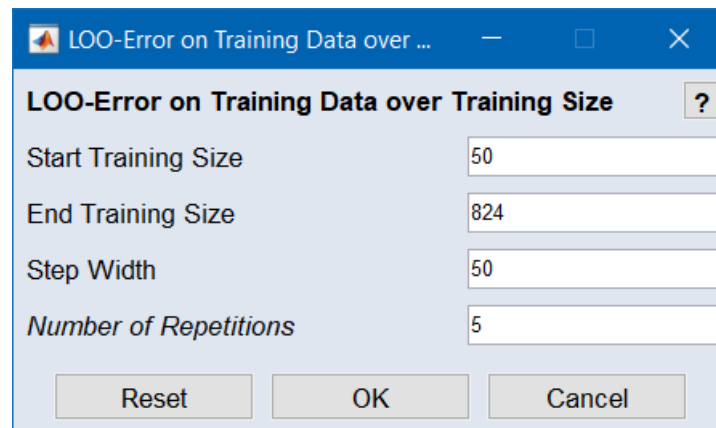 LOO-Error on Training Data over ...
LOO-Error on Training Data over Training Size ?
Start Training Size 50
End Training Size 824
Step Width 50
Number of Repetitions 5
Reset OK Cancel